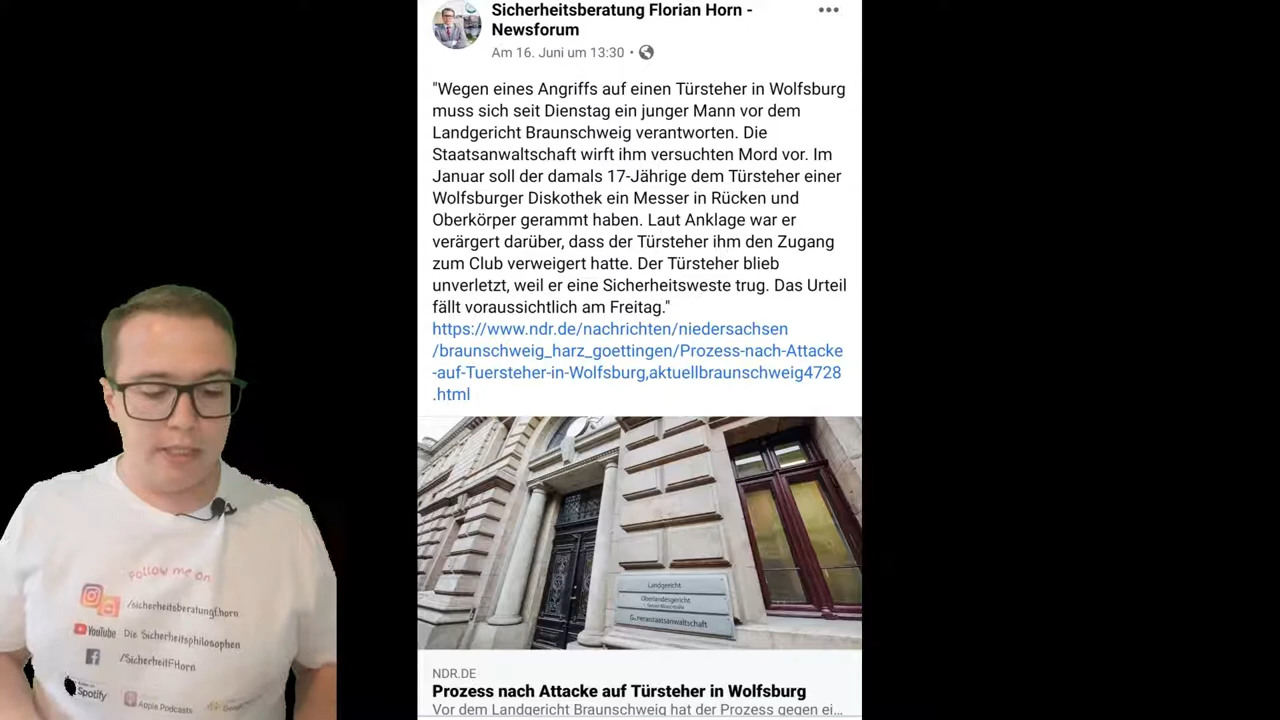 Sicherheitsberatung Florian Horn -
Newsforum
Am 16. Juni um 13:30 •
"Wegen eines Angriffs auf einen Türsteher in Wolfsburg
muss sich seit Dienstag ein junger Mann vor dem
Landgericht Braunschweig verantworten. Die
Staatsanwaltschaft wirft ihm versuchten Mord vor. Im
Januar soll der damals 17-Jährige dem Türsteher einer
Wolfsburger Diskothek ein Messer in Rücken und
Oberkörper gerammt haben. Laut Anklage war er
verärgert darüber, dass der Türsteher ihm den Zugang
zum Club verweigert hatte. Der Türsteher blieb
unverletzt, weil er eine Sicherheitsweste trug. Das Urteil
fällt voraussichtlich am Freitag."
https://www.ndr.de/nachrichten/niedersachsen
/braunschweig_harz_goettingen/Prozess-nach-Attacke
-auf-Tuersteher-in-Wolfsburg,aktuellbraunschweig4728
.html
Landgericht
Oberlandesgericht
Generalstaatsanwaltschaft
NDR.DE
Prozess nach Attacke auf Türsteher in Wolfsburg
Vor dem Landgericht Braunschweig hat der Prozess gegen ei...
Follow me on
/sicherheitsberatungf.horn
YouTube Die Sicherheitsphilosophen
/SicherheitFHorn
Spotify
Apple Podcasts